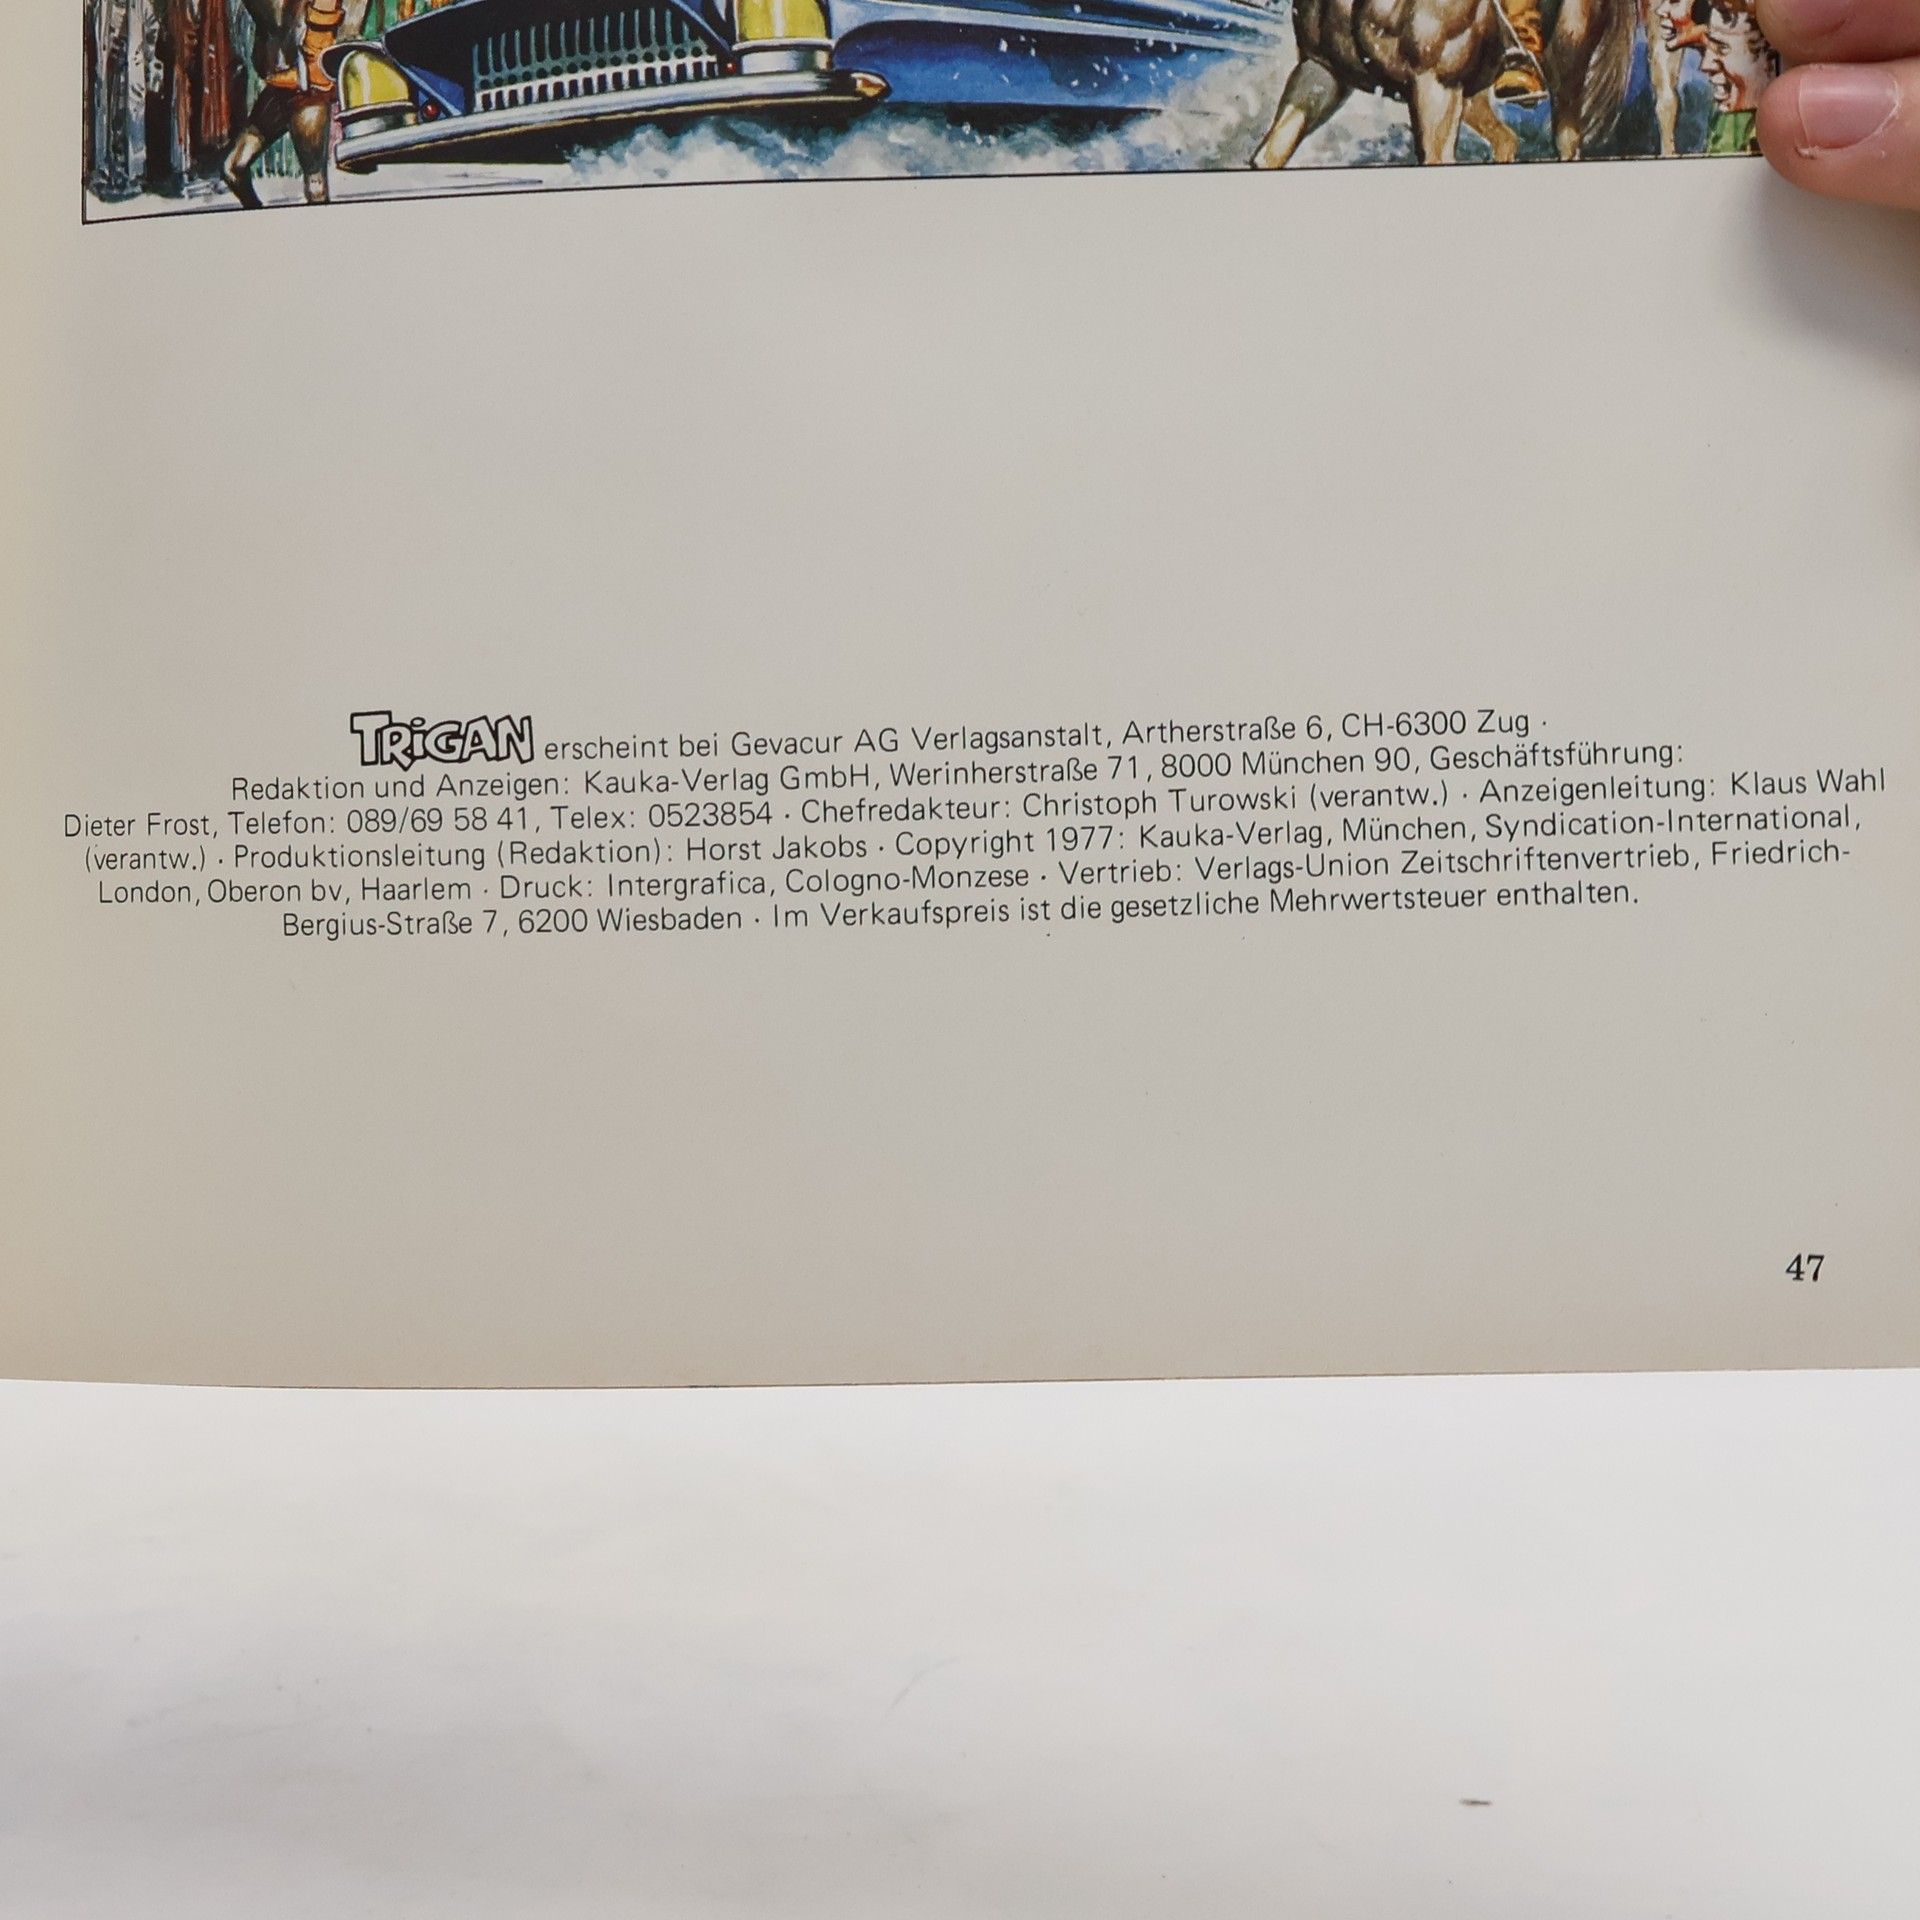 TRiGAN erscheint bei Gevacur AG Verlagsanstalt, Artherstraße 6, CH-6300 Zug ·
Redaktion und Anzeigen: Kauka-Verlag GmbH, Werinherstraße 71, 8000 München 90, Geschäftsführung:
Dieter Frost, Telefon: 089/69 58 41, Telex: 0523854 · Chefredakteur: Christoph Turowski (verantw.) · Anzeigenleitung: Klaus Wahl
(verantw.) · Produktionsleitung (Redaktion): Horst Jakobs · Copyright 1977: Kauka-Verlag, München, Syndication-International,
London, Oberon bv, Haarlem · Druck: Intergrafica, Cologno-Monzese · Vertrieb: Verlags-Union Zeitschriftenvertrieb, Friedrich-
Bergius-Straße 7, 6200 Wiesbaden · Im Verkaufspreis ist die gesetzliche Mehrwertsteuer enthalten.
47